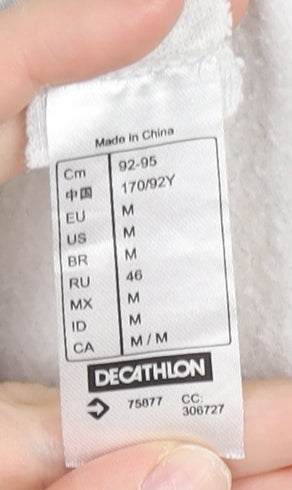 Made in China
Cm 92-95
中国 170/92Y
EU M
US M
BR M
RU 46
MX M
ID M
CA M / M
DECATHLON
75877 CC:
306727